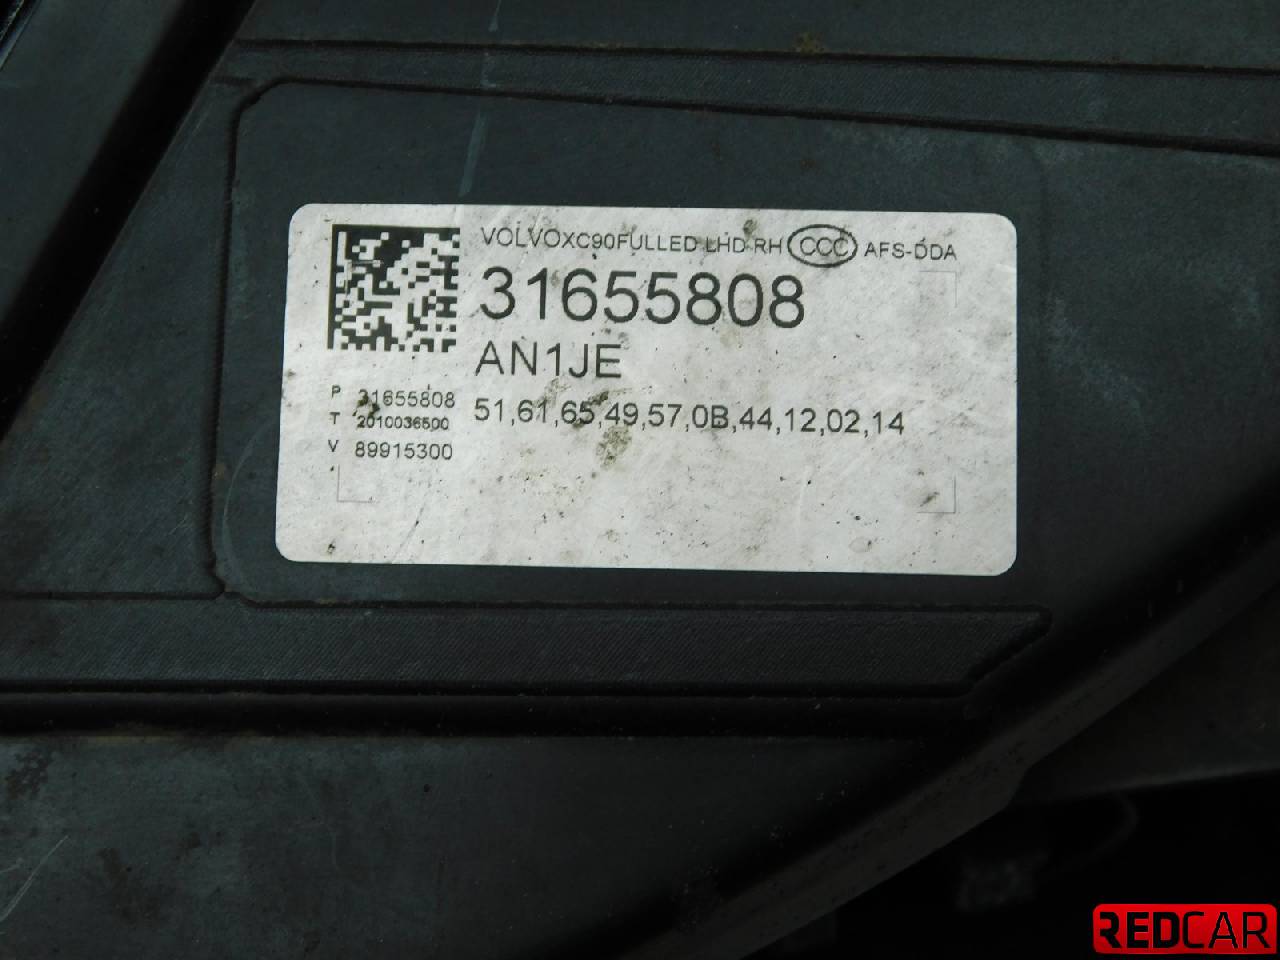 VOLVOXC90FULLED LHD RH CCC AFS-DDA
31655808
AN1JE
P 31655808
T 2010036500
V 89915300
51,61,65,49,57,0B,44,12,02,14
REDCAR